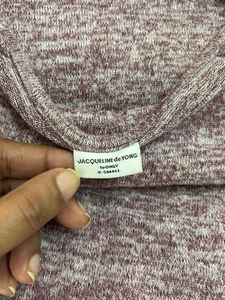 JACQUELINE de YONG
by ONLY
X-SMALL